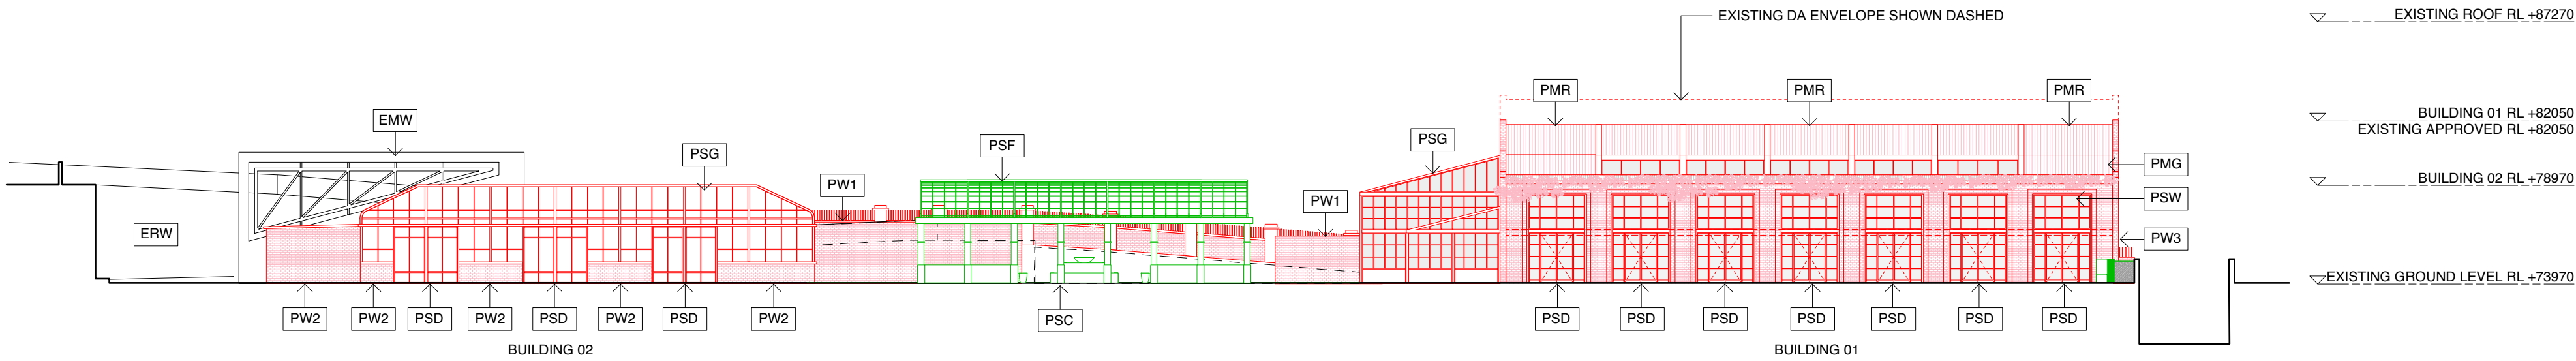 EXISTING DA ENVELOPE SHOWN DASHED
EXISTING ROOF RL +87270
PMR
PMR
PMR
EMW
BUILDING 01 RL +82050
EXISTING APPROVED RL +82050
PSG
PSF
PSG
PMG
PW1
BUILDING 02 RL +78970
PW1
PSW
ERW
PW3
EXISTING GROUND LEVEL RL +73970
PW2
PW2
PSD
PW2
PSD
PW2
PSD
PW2
PSC
PSD
PSD
PSD
PSD
PSD
PSD
PSD
BUILDING 02
BUILDING 01